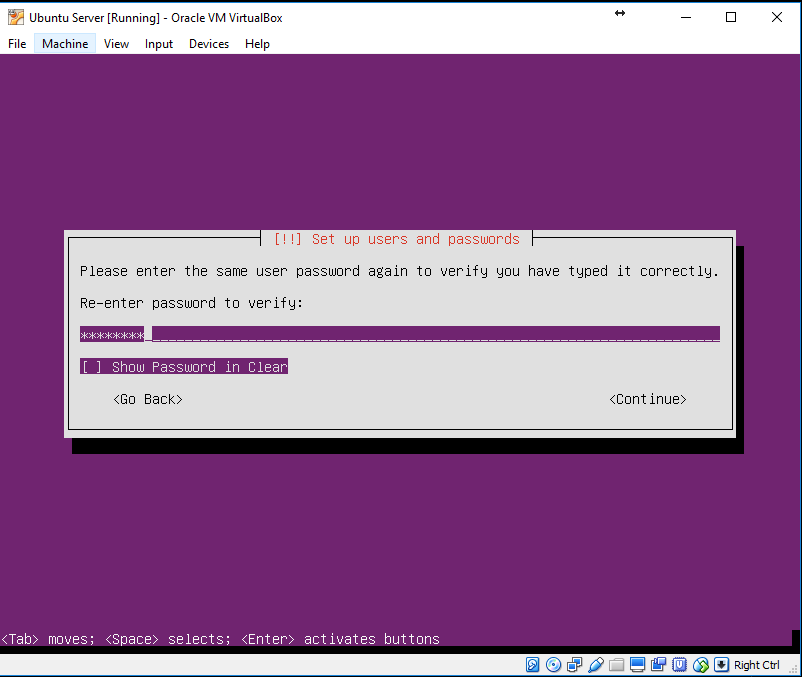 Ubuntu Server [Running] - Oracle VM VirtualBox
File Machine View Input Devices Help
[!!] Set up users and passwords
Please enter the same user password again to verify you have typed it correctly.
Re-enter password to verify:
********
[ ] Show Password in Clear
<Go Back> <Continue>
<Tab> moves; <Space> selects; <Enter> activates buttons
Right Ctrl